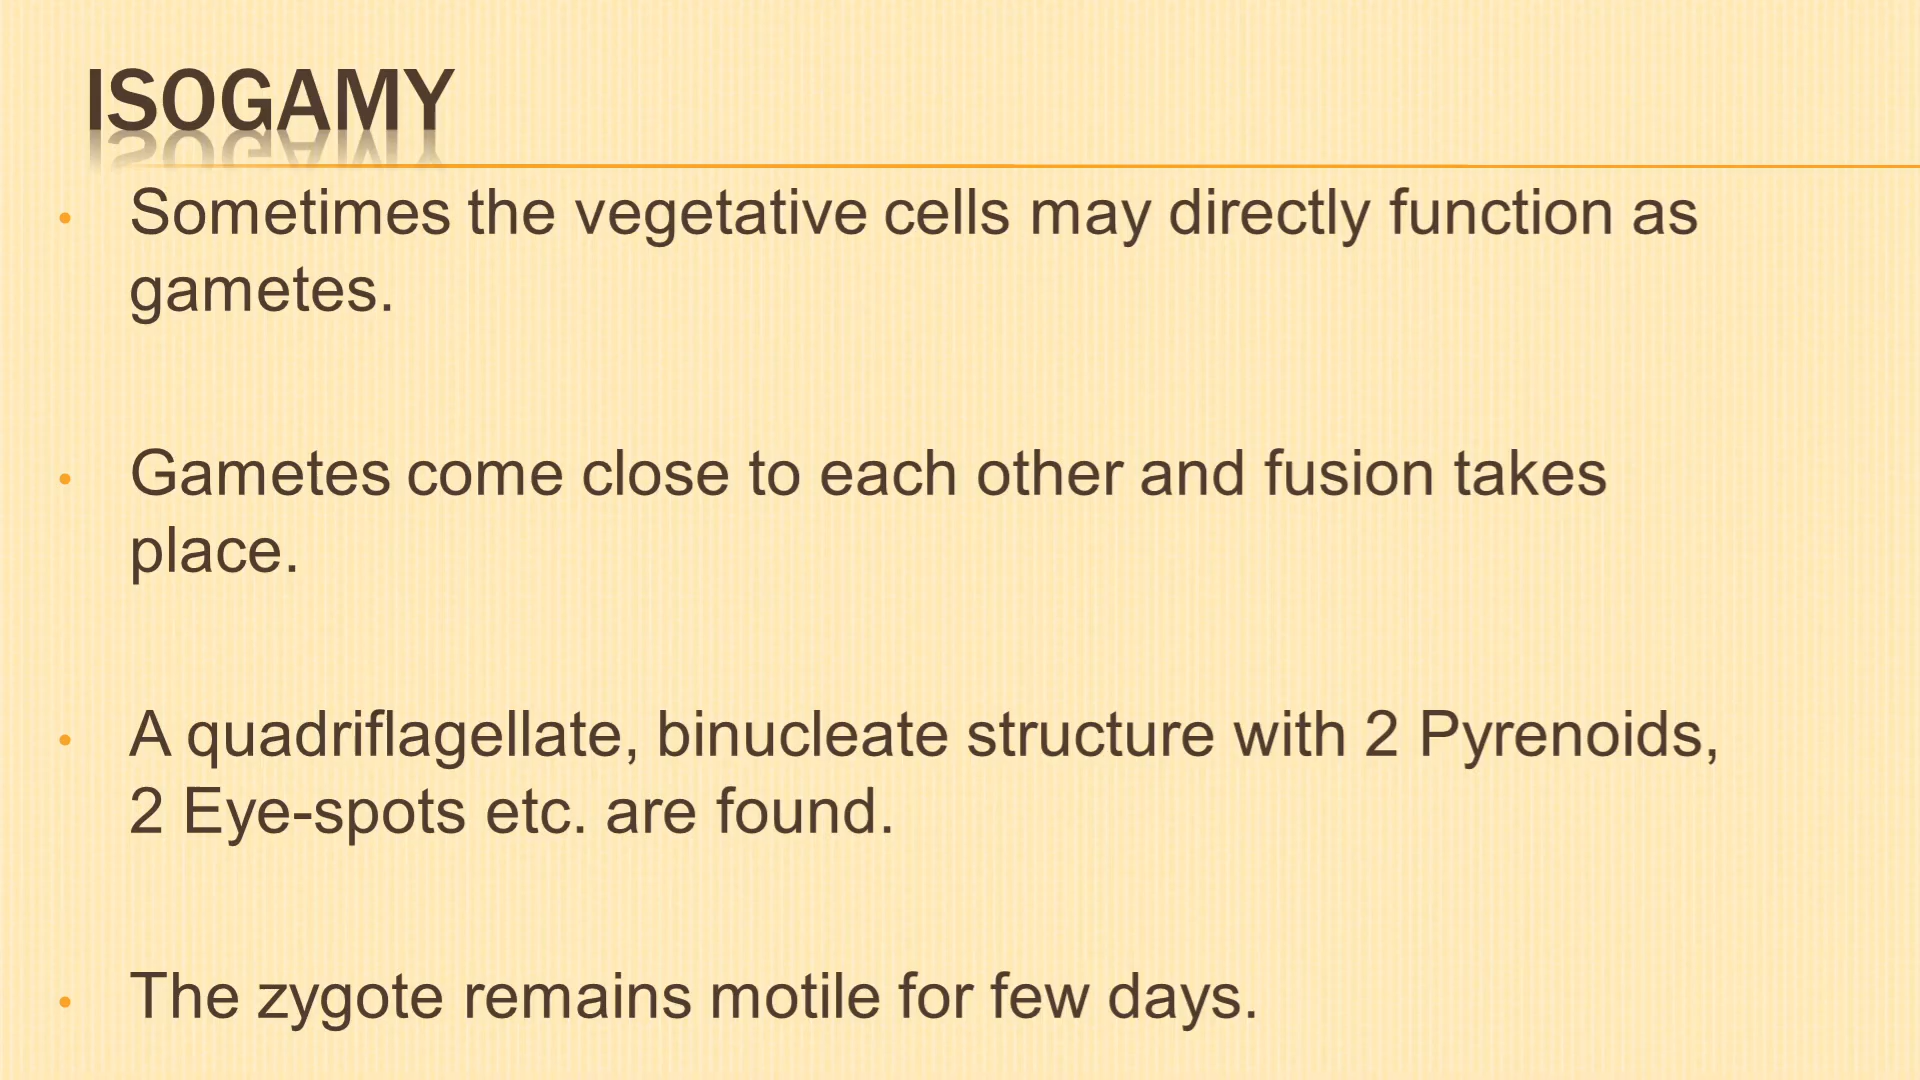 ISOGAMY
• Sometimes the vegetative cells may directly function as
gametes.
• Gametes come close to each other and fusion takes
place.
• A quadriflagellate, binucleate structure with 2 Pyrenoids,
2 Eye-spots etc. are found.
• The zygote remains motile for few days.